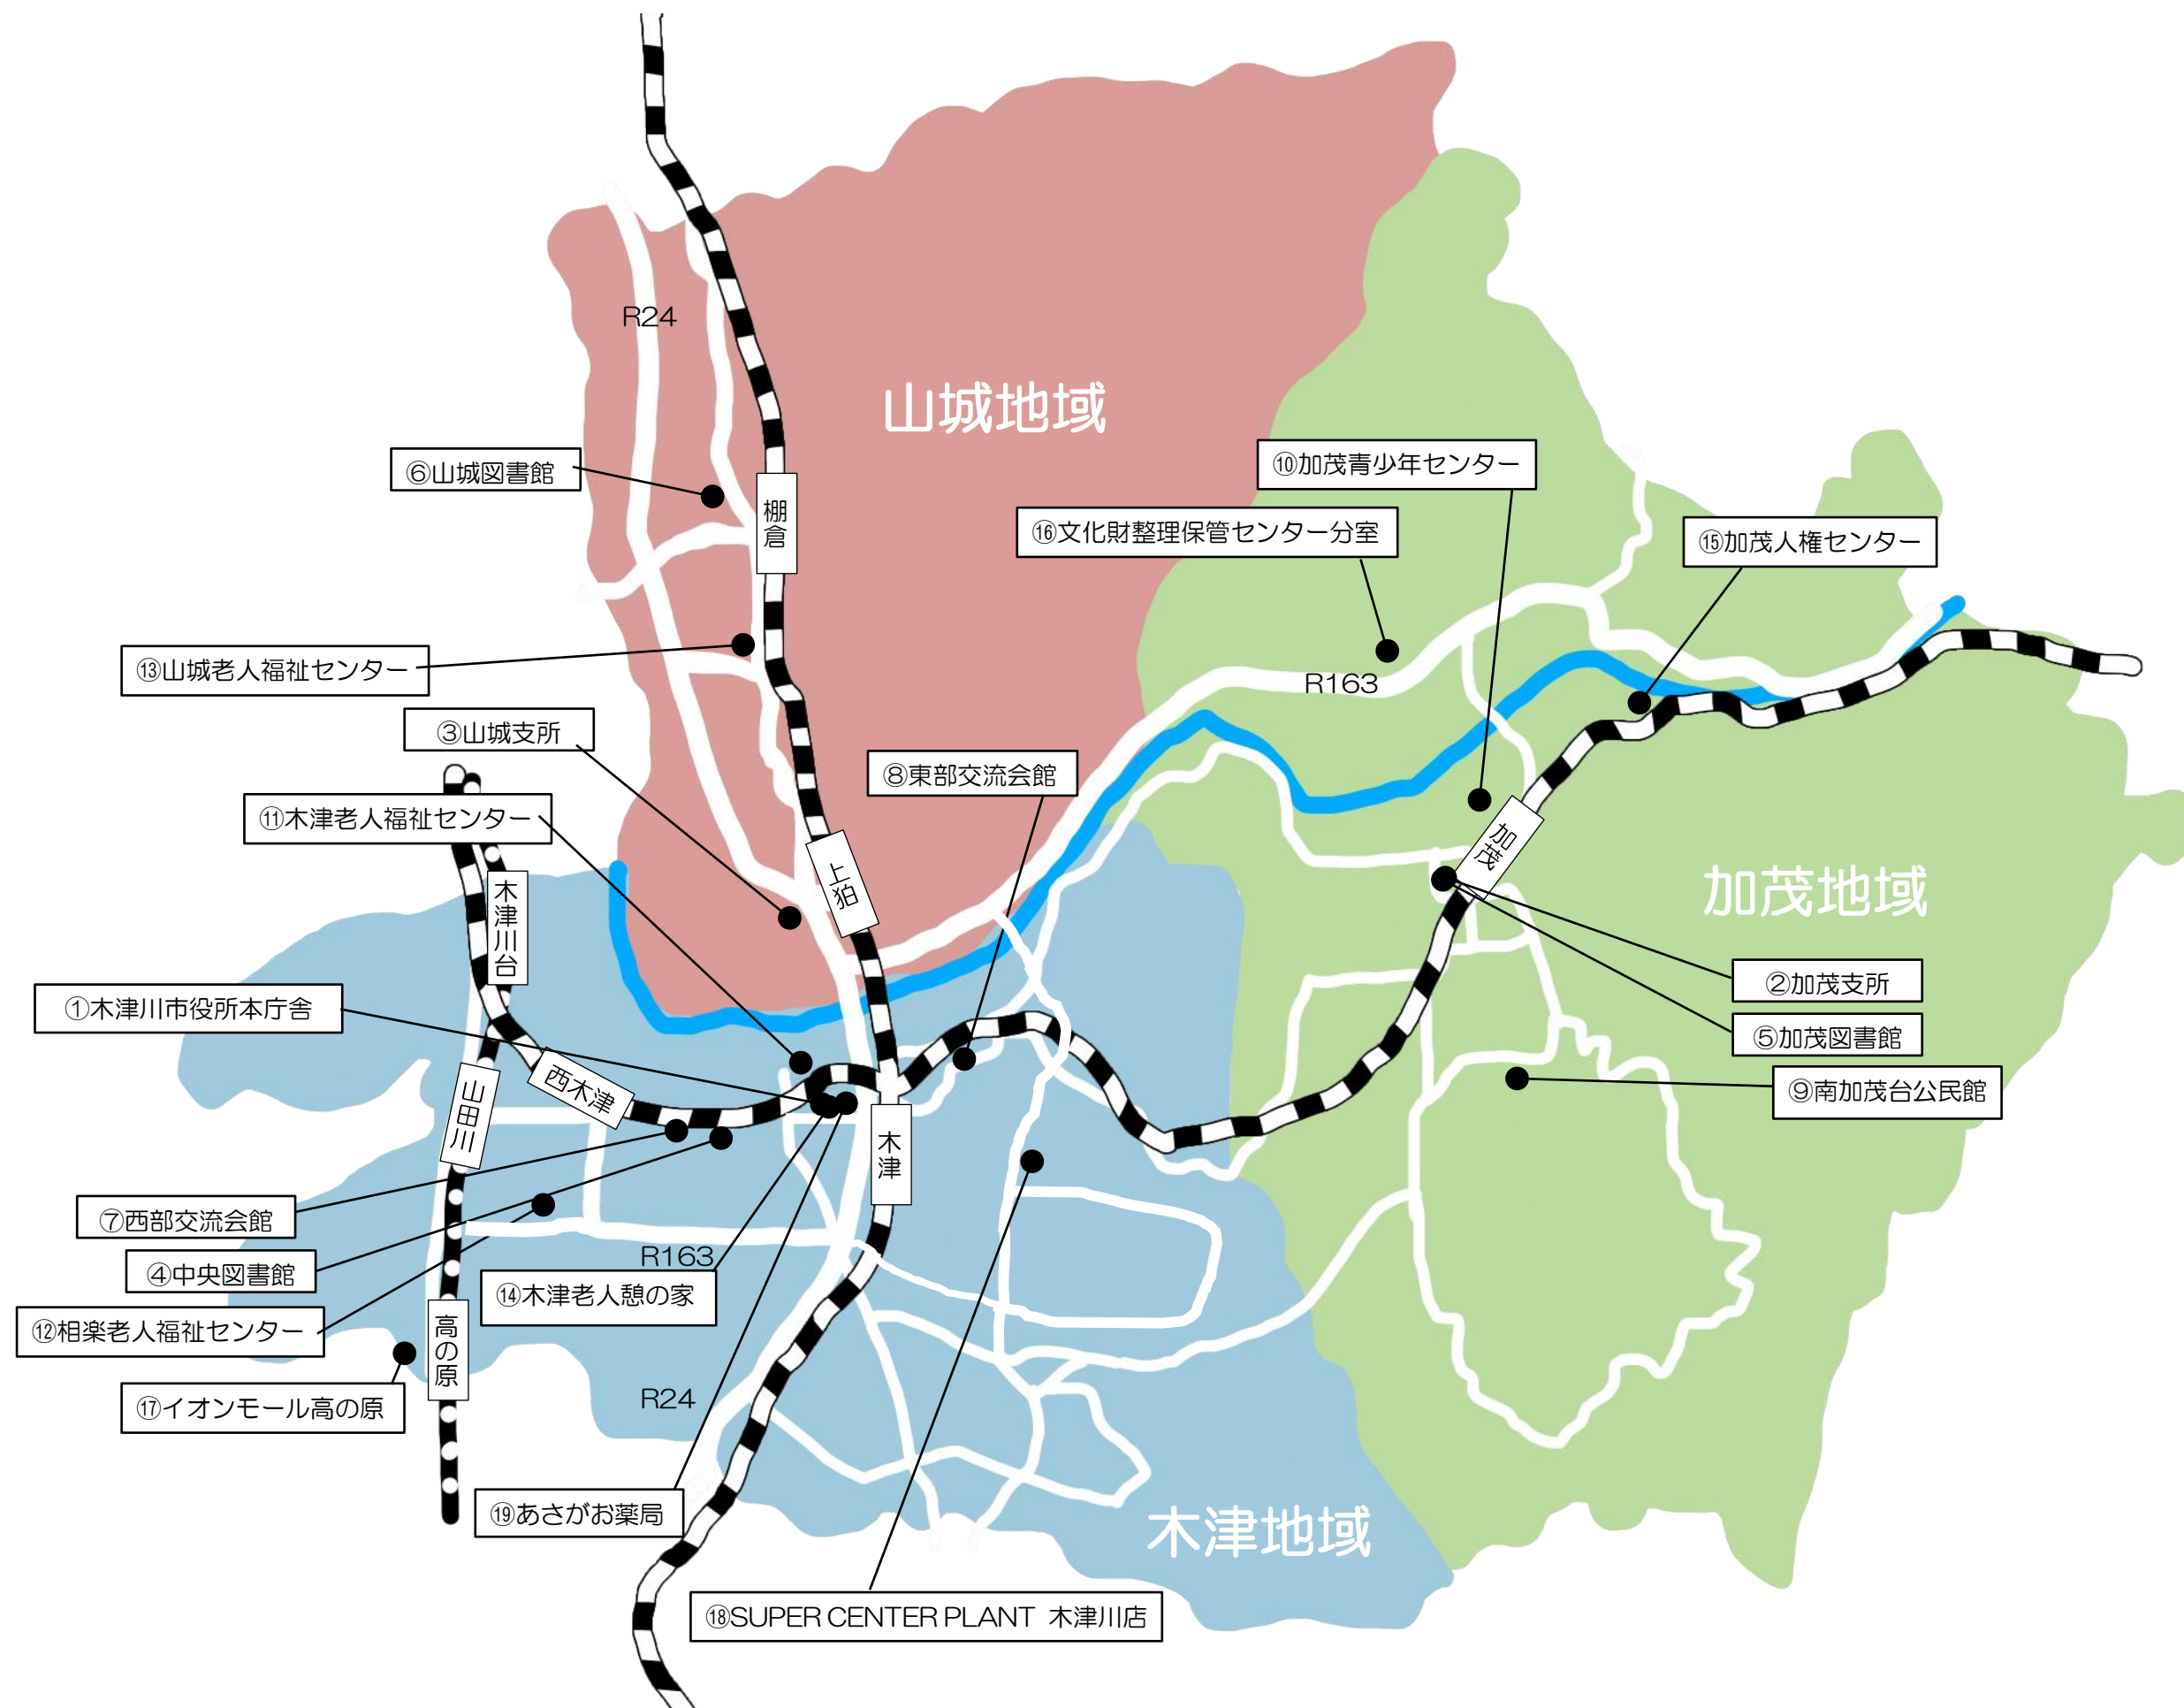 R24
山城地域
⑩加茂青少年センター
⑥山城図書館
棚倉
⑯文化財整理保管センター分室
⑮加茂人権センター
⑬山城老人福祉センター
R163
③山城支所
⑧東部交流会館
⑪木津老人福祉センター
加茂
上狛
加茂地域
木津川台
②加茂支所
①木津川市役所本庁舎
⑤加茂図書館
西木津
⑨南加茂台公民館
山田川
木津
⑦西部交流会館
R163
④中央図書館
⑭木津老人憩の家
⑫相楽老人福祉センター
高の原
⑰イオンモール高の原
R24
⑲あさがお薬局
木津地域
⑱SUPER CENTER PLANT 木津川店